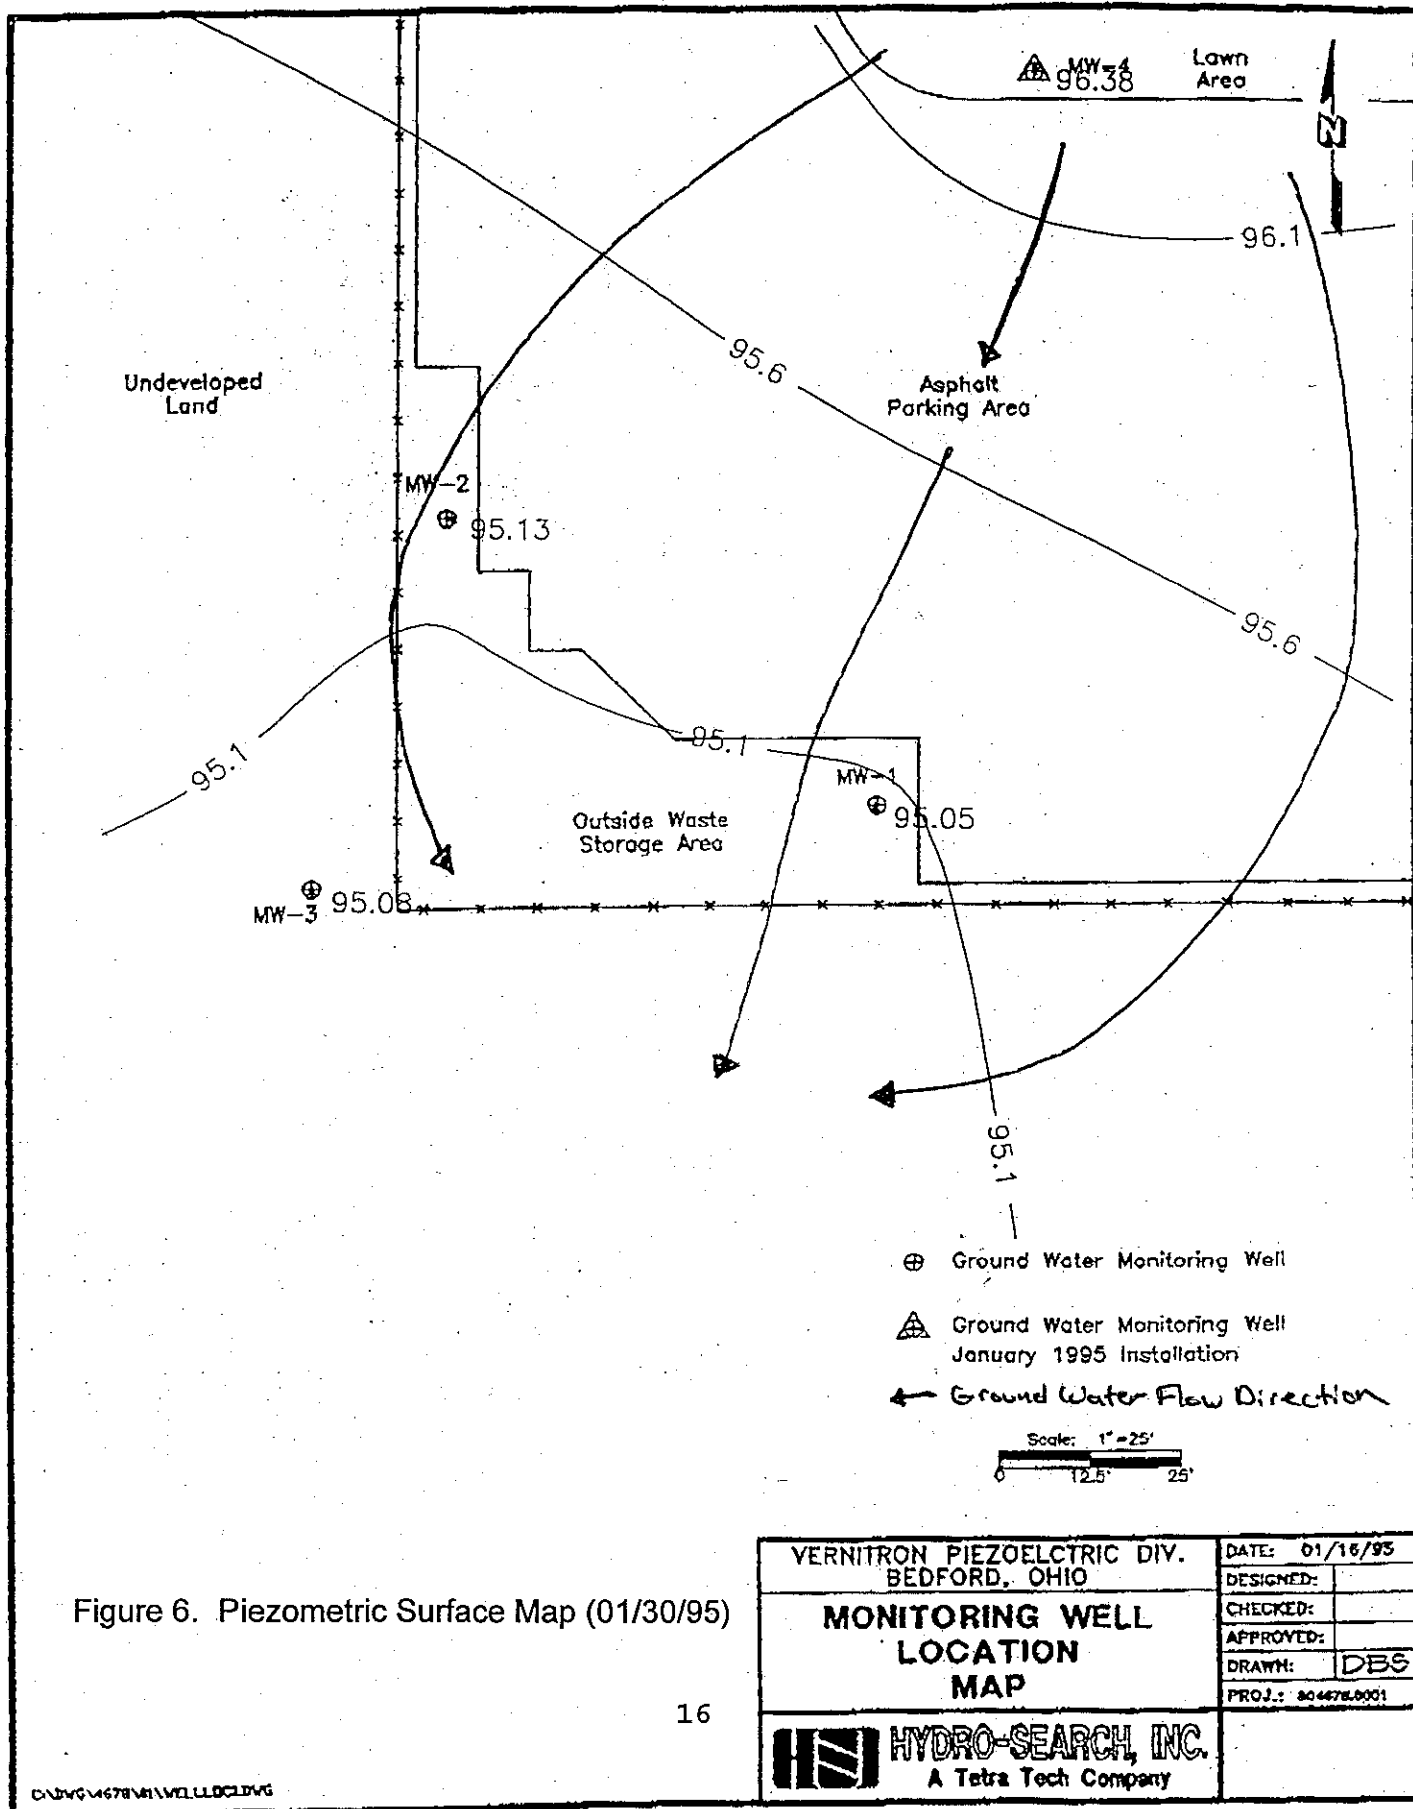 MW-4
96.38
Lawn
Area
N
96.1
95.6
Undeveloped
Land
Asphalt
Parking Area
MW-2
95.13
95.6
95.1
95.1
MW-1
95.05
Outside Waste
Storage Area
MW-3 95.08
95.1
Ground Water Monitoring Well
Ground Water Monitoring Well
January 1995 Installation
Ground Water Flow Direction
Scale: 1"=25'
0 12.5' 25'
Figure 6. Piezometric Surface Map (01/30/95)
16
VERNITRON PIEZOELCTRIC DIV.
BEDFORD, OHIO
MONITORING WELL
LOCATION
MAP
HYDRO-SEARCH, INC.
A Tetra Tech Company
DATE: 01/16/95
DESIGNED:
CHECKED:
APPROVED:
DRAWN: DBS
PROJ.: